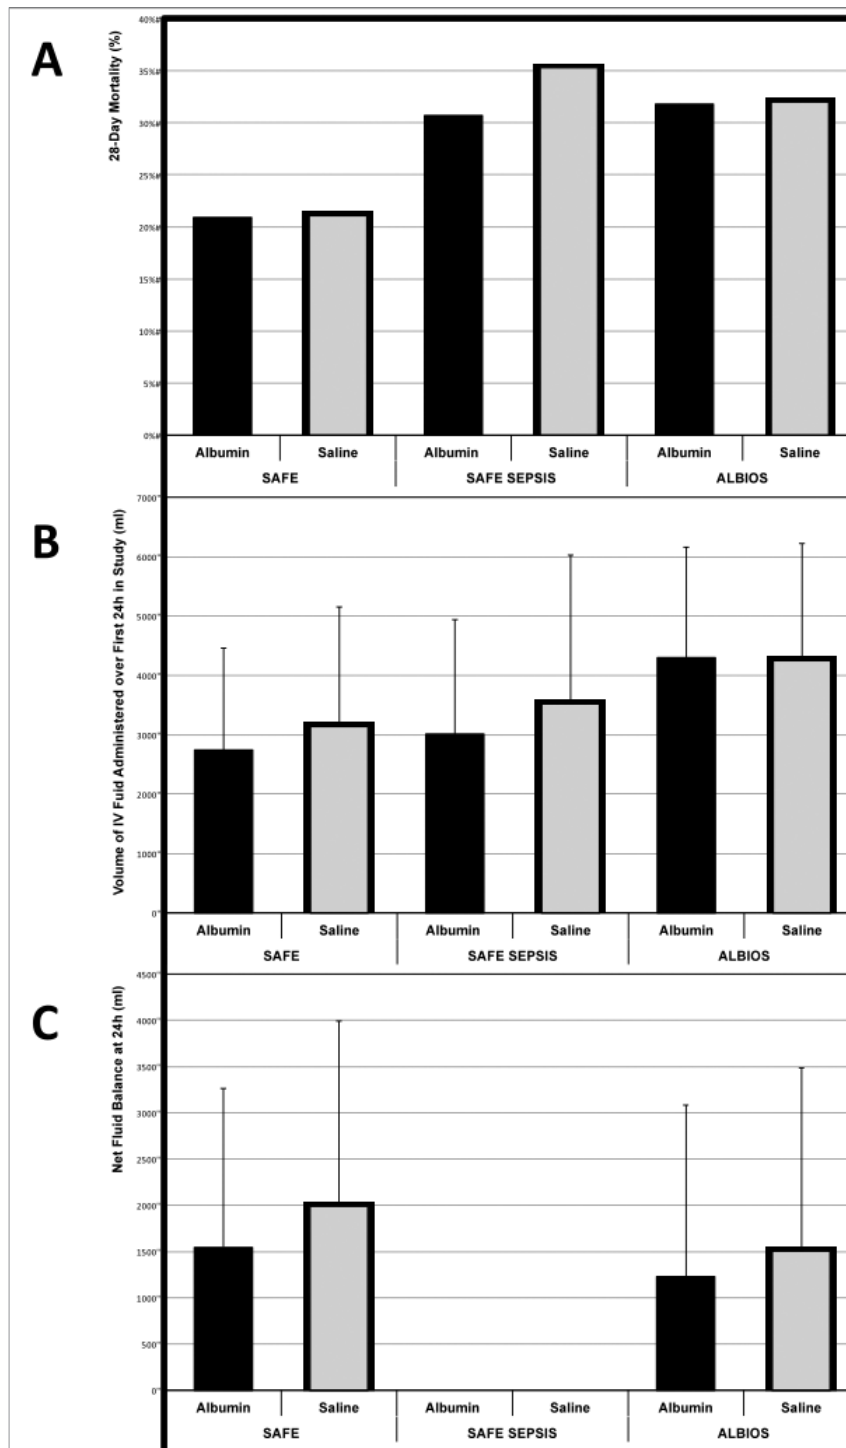 A
28-Day Mortality (%)
40%#
35%#
30%#
25%#
20%#
15%#
10%#
5%#
0%#
Albumin Saline Albumin Saline Albumin Saline
SAFE SAFE SEPSIS ALBIOS
B
Volume of IV Fuid Administered over First 24h in Study (ml)
7000"
6000"
5000"
4000"
3000"
2000"
1000"
0"
Albumin Saline Albumin Saline Albumin Saline
SAFE SAFE SEPSIS ALBIOS
C
Net Fluid Balance at 24h (ml)
4500"
4000"
3500"
3000"
2500"
2000"
1500"
1000"
500"
0"
Albumin Saline Albumin Saline Albumin Saline
SAFE SAFE SEPSIS ALBIOS